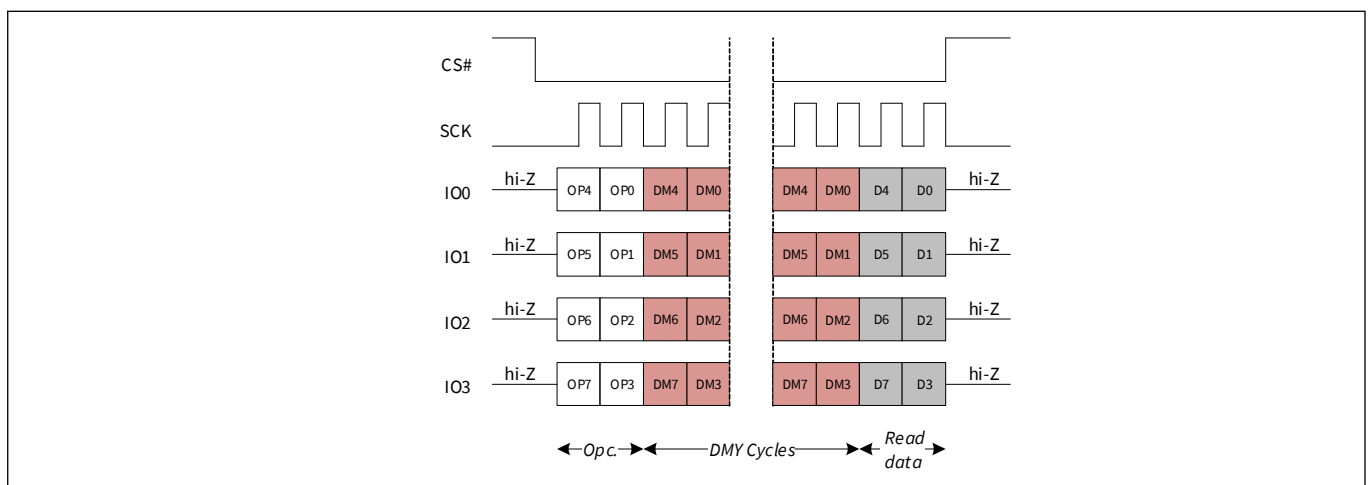 CS#
SCK
IO0 hi-Z OP4 OP0 DM4 DM0 DM4 DM0 D4 D0 hi-Z
IO1 hi-Z OP5 OP1 DM5 DM1 DM5 DM1 D5 D1 hi-Z
IO2 hi-Z OP6 OP2 DM6 DM2 DM6 DM2 D6 D2 hi-Z
IO3 hi-Z OP7 OP3 DM7 DM3 DM7 DM3 D7 D3 hi-Z
Opc. DMY Cycles Read
data